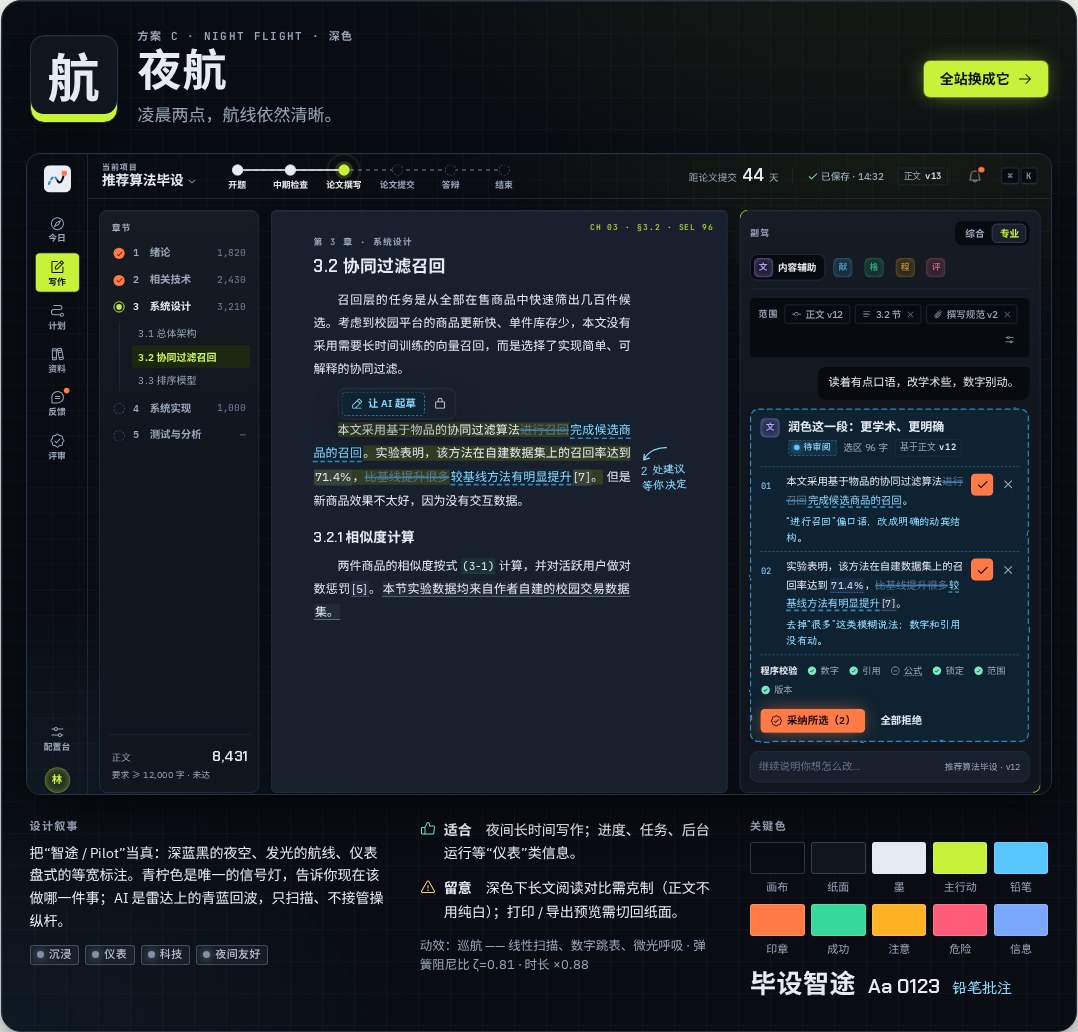 方案 C · NIGHT FLIGHT · 深色
航
夜航
凌晨两点，航线依然清晰。
全站换成它 →
当前项目
推荐算法毕设
开题
中期检查
论文撰写
论文提交
答辩
结束
距论文提交 44 天
已保存 · 14:32
正文 v13
⌘ K
今日
写作
计划
资料
反馈
评审
配置台
林
章节
1 绪论 1,820
2 相关技术 2,430
3 系统设计 3,210
3.1 总体架构
3.2 协同过滤召回
3.3 排序模型
4 系统实现 1,000
5 测试与分析 —
正文 8,431
要求 ≥ 12,000 字 · 未达
CH 03 · §3.2 · SEL 96
第 3 章 · 系统设计
3.2 协同过滤召回
召回层的任务是从全部在售商品中快速筛出几百件候
选。考虑到校园平台的商品更新快、单件库存少，本文没有
采用需要长时间训练的向量召回，而是选择了实现简单、可
解释的协同过滤。
让 AI 起草
本文采用基于物品的协同过滤算法进行召回完成候选商
品的召回。实验表明，该方法在自建数据集上的召回率达到
71.4%，比基线提升很多较基线方法有明显提升[7]。但是
新商品效果不太好，因为没有交互数据。
2 处建议
等你决定
3.2.1 相似度计算
两件商品的相似度按式 (3-1) 计算，并对活跃用户做对
数惩罚[5]。本节实验数据均来自作者自建的校园交易数据
集。
副驾
综合 专业
文 内容辅助 献 格 程 评
范围 正文 v12 3.2 节 × 撰写规范 v2 ×
读着有点口语，改学术些，数字别动。
文 润色这一段：更学术、更明确
待审阅 选区 96 字 基于正文 v12
01 本文采用基于物品的协同过滤算法进行
召回完成候选商品的召回。
“进行召回”偏口语，改成明确的动宾结
构。
02 实验表明，该方法在自建数据集上的召
回率达到 71.4%，比基线提升很多较
基线方法有明显提升[7]。
去掉“很多”这类模糊说法；数字和引用
没有动。
程序校验 数字 引用 公式 锁定 范围
版本
采纳所选（2） 全部拒绝
继续说明你想怎么改… 推荐算法毕设 · v12
设计叙事
把“智途 / Pilot”当真：深蓝黑的夜空、发光的航线、仪表
盘式的等宽标注。青柠色是唯一的信号灯，告诉你现在该
做哪一件事；AI 是雷达上的青蓝回波，只扫描、不接管操
纵杆。
沉浸 仪表 科技 夜间友好
适合 夜间长时间写作；进度、任务、后台
运行等“仪表”类信息。
留意 深色下长文阅读对比需克制（正文不
用纯白）；打印 / 导出预览需切回纸面。
动效：巡航 —— 线性扫描、数字跳表、微光呼吸 · 弹
簧阻尼比 ζ=0.81 · 时长 ×0.88
关键色
画布 纸面 墨 主行动 铅笔
印章 成功 注意 危险 信息
毕设智途 Aa 0123 铅笔批注